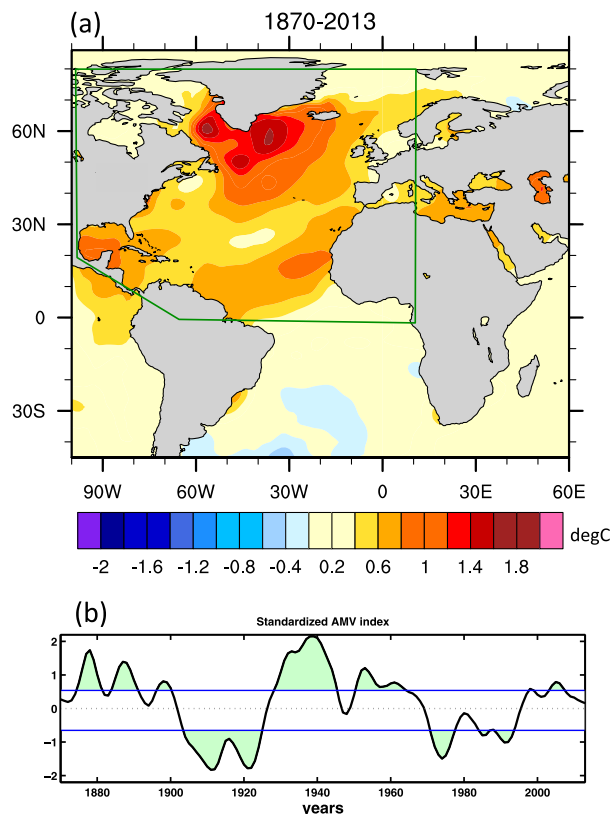 (a) 1870-2013
60N
30N
0
30S
90W 60W 30W 0 30E 60E
-2 -1.6 -1.2 -0.8 -0.4 0.2 0.6 1 1.4 1.8 degC
(b) Standardized AMV index
2
1
0
-1
-2
1880 1900 1920 1940 1960 1980 2000
years